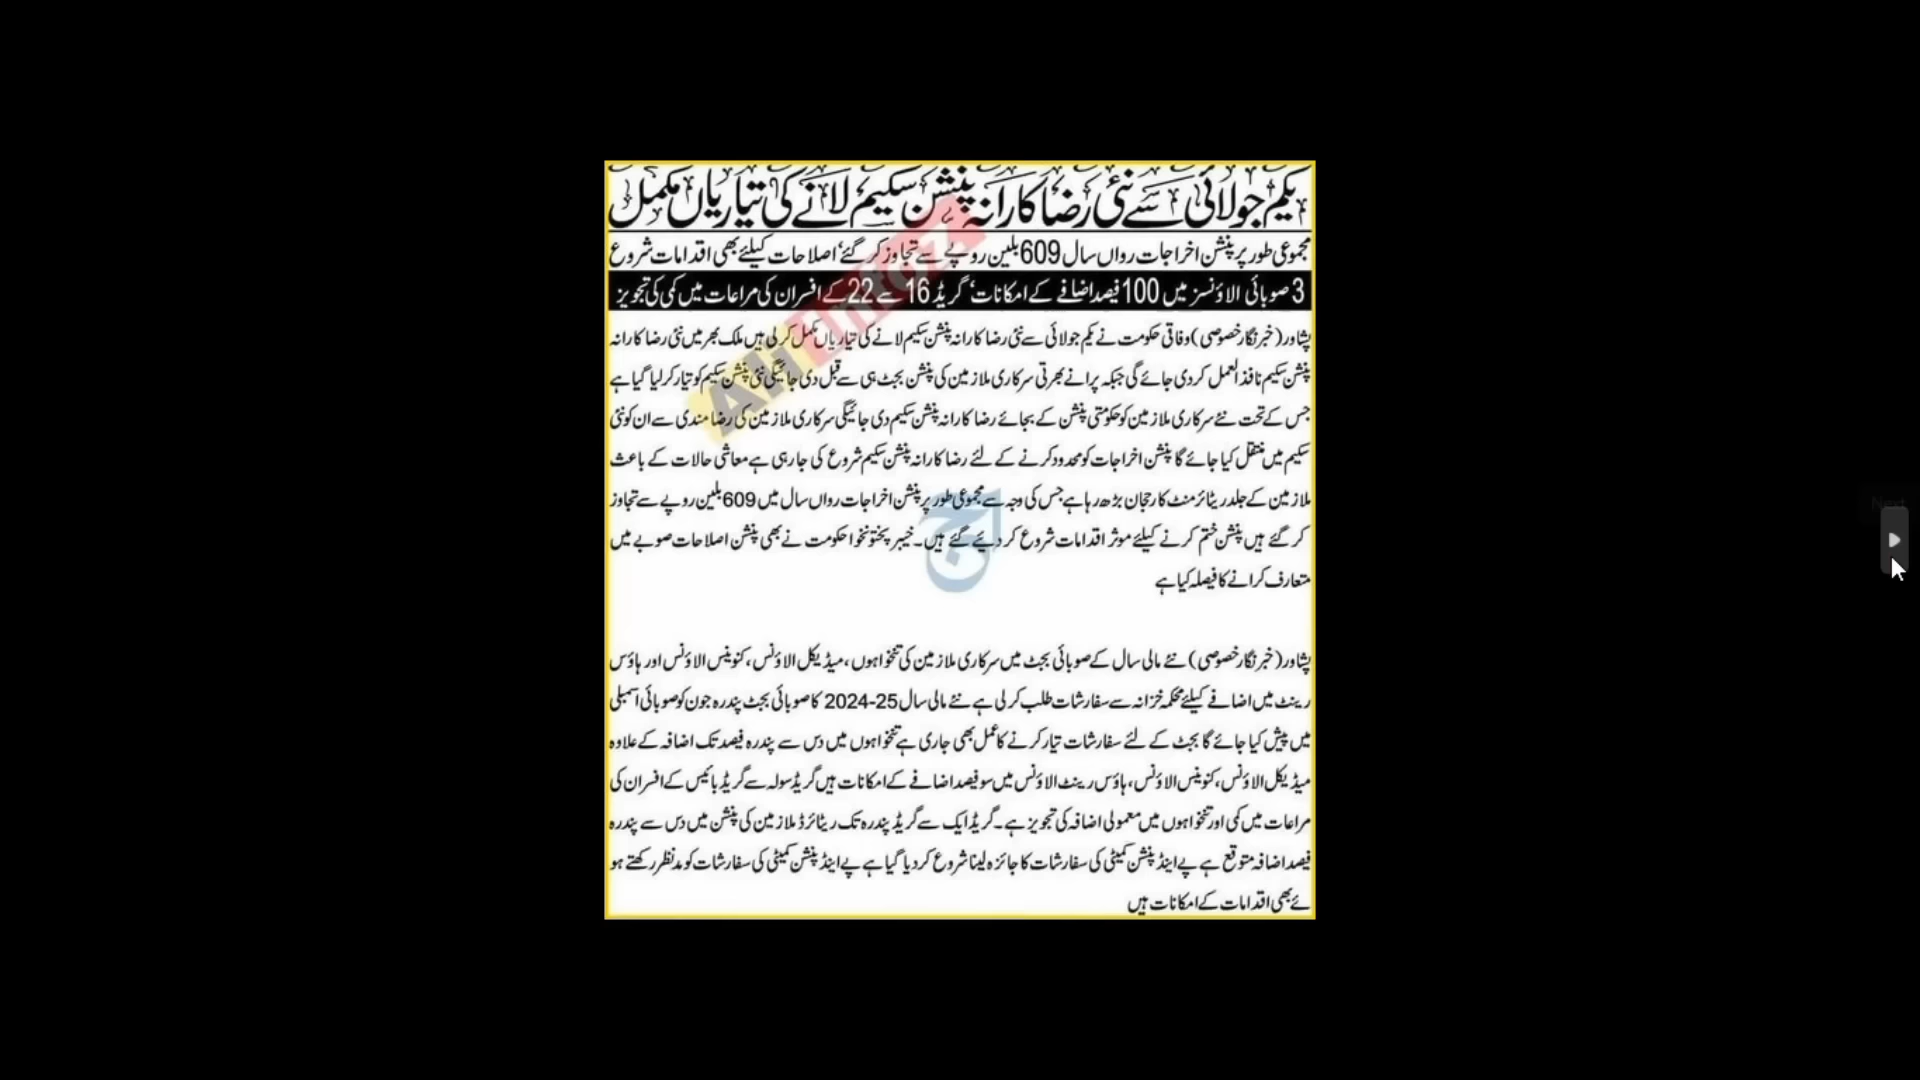 یکم جولائی سے نئی رضا کارانہ پنشن سکیم لانے کی تیاریاں مکمل
مجموعی طور پر پنشن اخراجات رواں سال 609 بلین روپے سے تجاوز کر گئے، اصلاحات کیلئے بھی اقدامات شروع
3 صوبائی الاؤنسز میں 100 فیصد اضافے کے امکانات، گریڈ 16 سے 22 کے افسران کی مراعات میں کمی کی تجویز
پشاور (خبر نگار خصوصی) وفاقی حکومت نے یکم جولائی سے نئی رضا کارانہ پنشن سکیم لانے کی تیاریاں مکمل کر لی ہیں ملک بھر میں نئی رضا کارانہ
پنشن سکیم نافذ العمل کر دی جائے گی جبکہ پرانے بھرتی سرکاری ملازمین کی پنشن بجٹ ہی سے قبل دی جائیگی نئی پنشن سکیم کو تیار کر لیا گیا ہے
جس کے تحت نئے سرکاری ملازمین کو حکومتی پنشن کے بجائے رضا کارانہ پنشن سکیم دی جائیگی سرکاری ملازمین کی رضا مندی سے ان کو نئی
سکیم میں منتقل کیا جائے گا پنشن اخراجات کو محدود کرنے کے لئے رضا کارانہ پنشن سکیم شروع کی جا رہی ہے معاشی حالات کے باعث
ملازمین کے جلد ریٹائرمنٹ کا رجحان بڑھ رہا ہے جس کی وجہ سے مجموعی طور پر پنشن اخراجات رواں سال میں 609 بلین روپے سے تجاوز
کر گئے ہیں پنشن ختم کرنے کیلئے موثر اقدامات شروع کر دیئے گئے ہیں۔ خیبر پختونخوا حکومت نے بھی پنشن اصلاحات صوبے میں
متعارف کرانے کا فیصلہ کیا ہے
پشاور (خبر نگار خصوصی) نئے مالی سال کے صوبائی بجٹ میں سرکاری ملازمین کی تنخواہوں، میڈیکل الاؤنس، کنوینس الاؤنس اور ہاؤس
رینٹ میں اضافے کیلئے محکمہ خزانہ سے سفارشات طلب کر لی ہے نئے مالی سال 2024-25 کا صوبائی بجٹ پندرہ جون کو صوبائی اسمبلی
میں پیش کیا جائے گا بجٹ کے لئے سفارشات تیار کرنے کا عمل بھی جاری ہے تنخواہوں میں دس سے پندرہ فیصد تک اضافہ کے علاوہ
میڈیکل الاؤنس، کنوینس الاؤنس، ہاؤس رینٹ الاؤنس میں سو فیصد اضافے کے امکانات ہیں گریڈ سولہ سے گریڈ بائیس کے افسران کی
مراعات میں کمی اور تنخواہوں میں معمولی اضافہ کی تجویز ہے۔ گریڈ ایک سے گریڈ پندرہ تک ریٹائرڈ ملازمین کی پنشن میں دس سے پندرہ
فیصد اضافہ متوقع ہے پے اینڈ پنشن کمیٹی کی سفارشات کا جائزہ لینا شروع کر دیا گیا ہے پے اینڈ پنشن کمیٹی کی سفارشات کو مدنظر رکھتے ہو
ئے بھی اقدامات کے امکانات ہیں
Ali Infoz
آج
Next